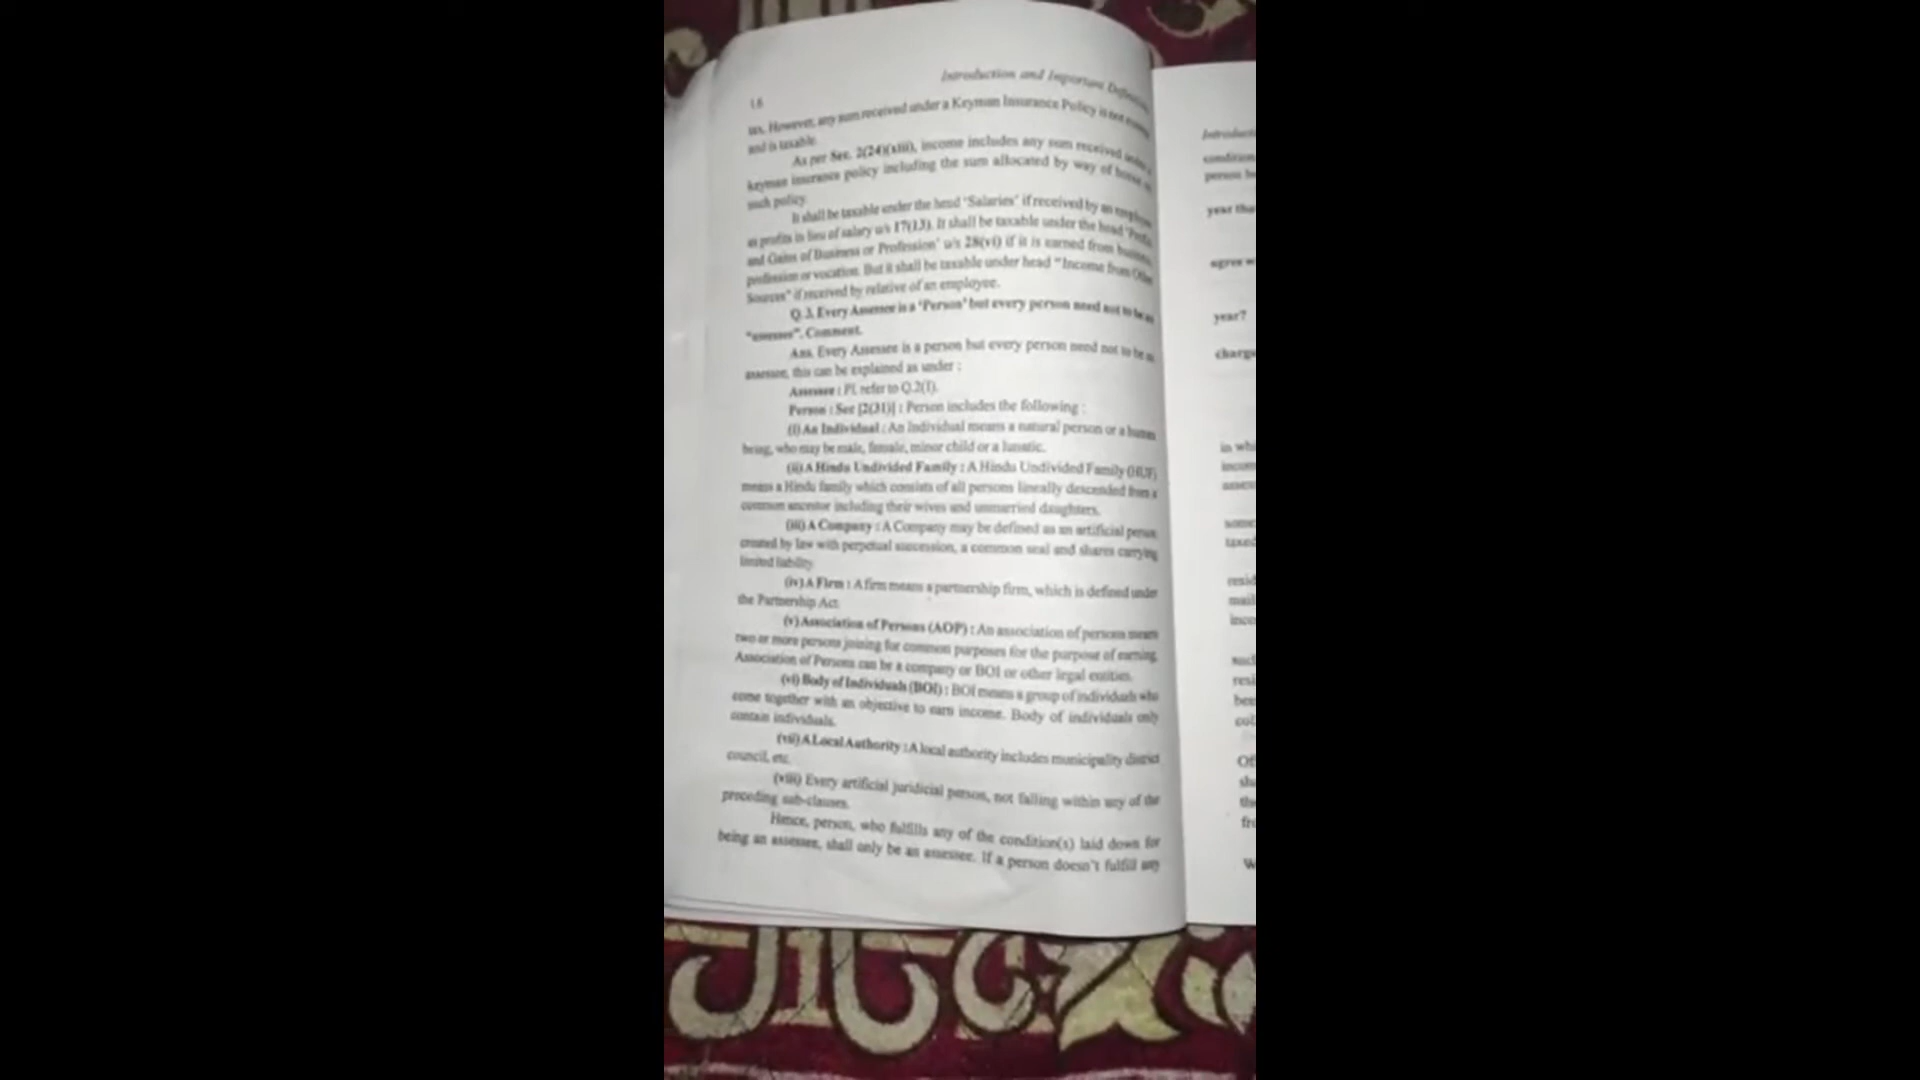 18
Introduction and Important
tax. However, any sum received under a Keyman Insurance Policy is not
and is taxable.
As per Sec. 2(24)(xiii), income includes any sum received under a
keyman insurance policy including the sum allocated by way of bonus
such policy.
It shall be taxable under the head 'Salaries' if received by an employee
as profits in lieu of salary u/s 17(13). It shall be taxable under the head 'Profits
and Gains of Business or Profession' u/s 28(vi) if it is earned from business,
profession or vocation. But it shall be taxable under head "Income from Other
Sources" if received by relative of an employee.
Q. 3. Every Assessee is a 'Person' but every person need not to be an
"assessee". Comment.
Ans. Every Assessee is a person but every person need not to be an
assessee, this can be explained as under :
Assessee : Pl. refer to Q.2(I).
Person : Sec [2(31)] : Person includes the following :
(i) An Individual : An Individual means a natural person or a human
being, who may be male, female, minor child or a lunatic.
(ii) A Hindu Undivided Family : A Hindu Undivided Family (HUF)
means a Hindu family which consists of all persons lineally descended from a
common ancestor including their wives and unmarried daughters.
(iii) A Company : A Company may be defined as an artificial person
created by law with perpetual succession, a common seal and shares carrying
limited liability.
(iv) A Firm : A firm means a partnership firm, which is defined under
the Partnership Act.
(v) Association of Persons (AOP) : An association of persons means
two or more persons joining for common purposes for the purpose of earning.
Association of Persons can be a company or BOI or other legal entities.
(vi) Body of Individuals (BOI) : BOI means a group of individuals who
come together with an objective to earn income. Body of individuals only
contain individuals.
(vii) A Local Authority : A local authority includes municipality district
council, etc.
(viii) Every artificial juridicial person, not falling within any of the
preceding sub-clauses.
Hence, person, who fulfills any of the condition(s) laid down for
being an assessee, shall only be an assessee. If a person doesn't fulfill any
year?